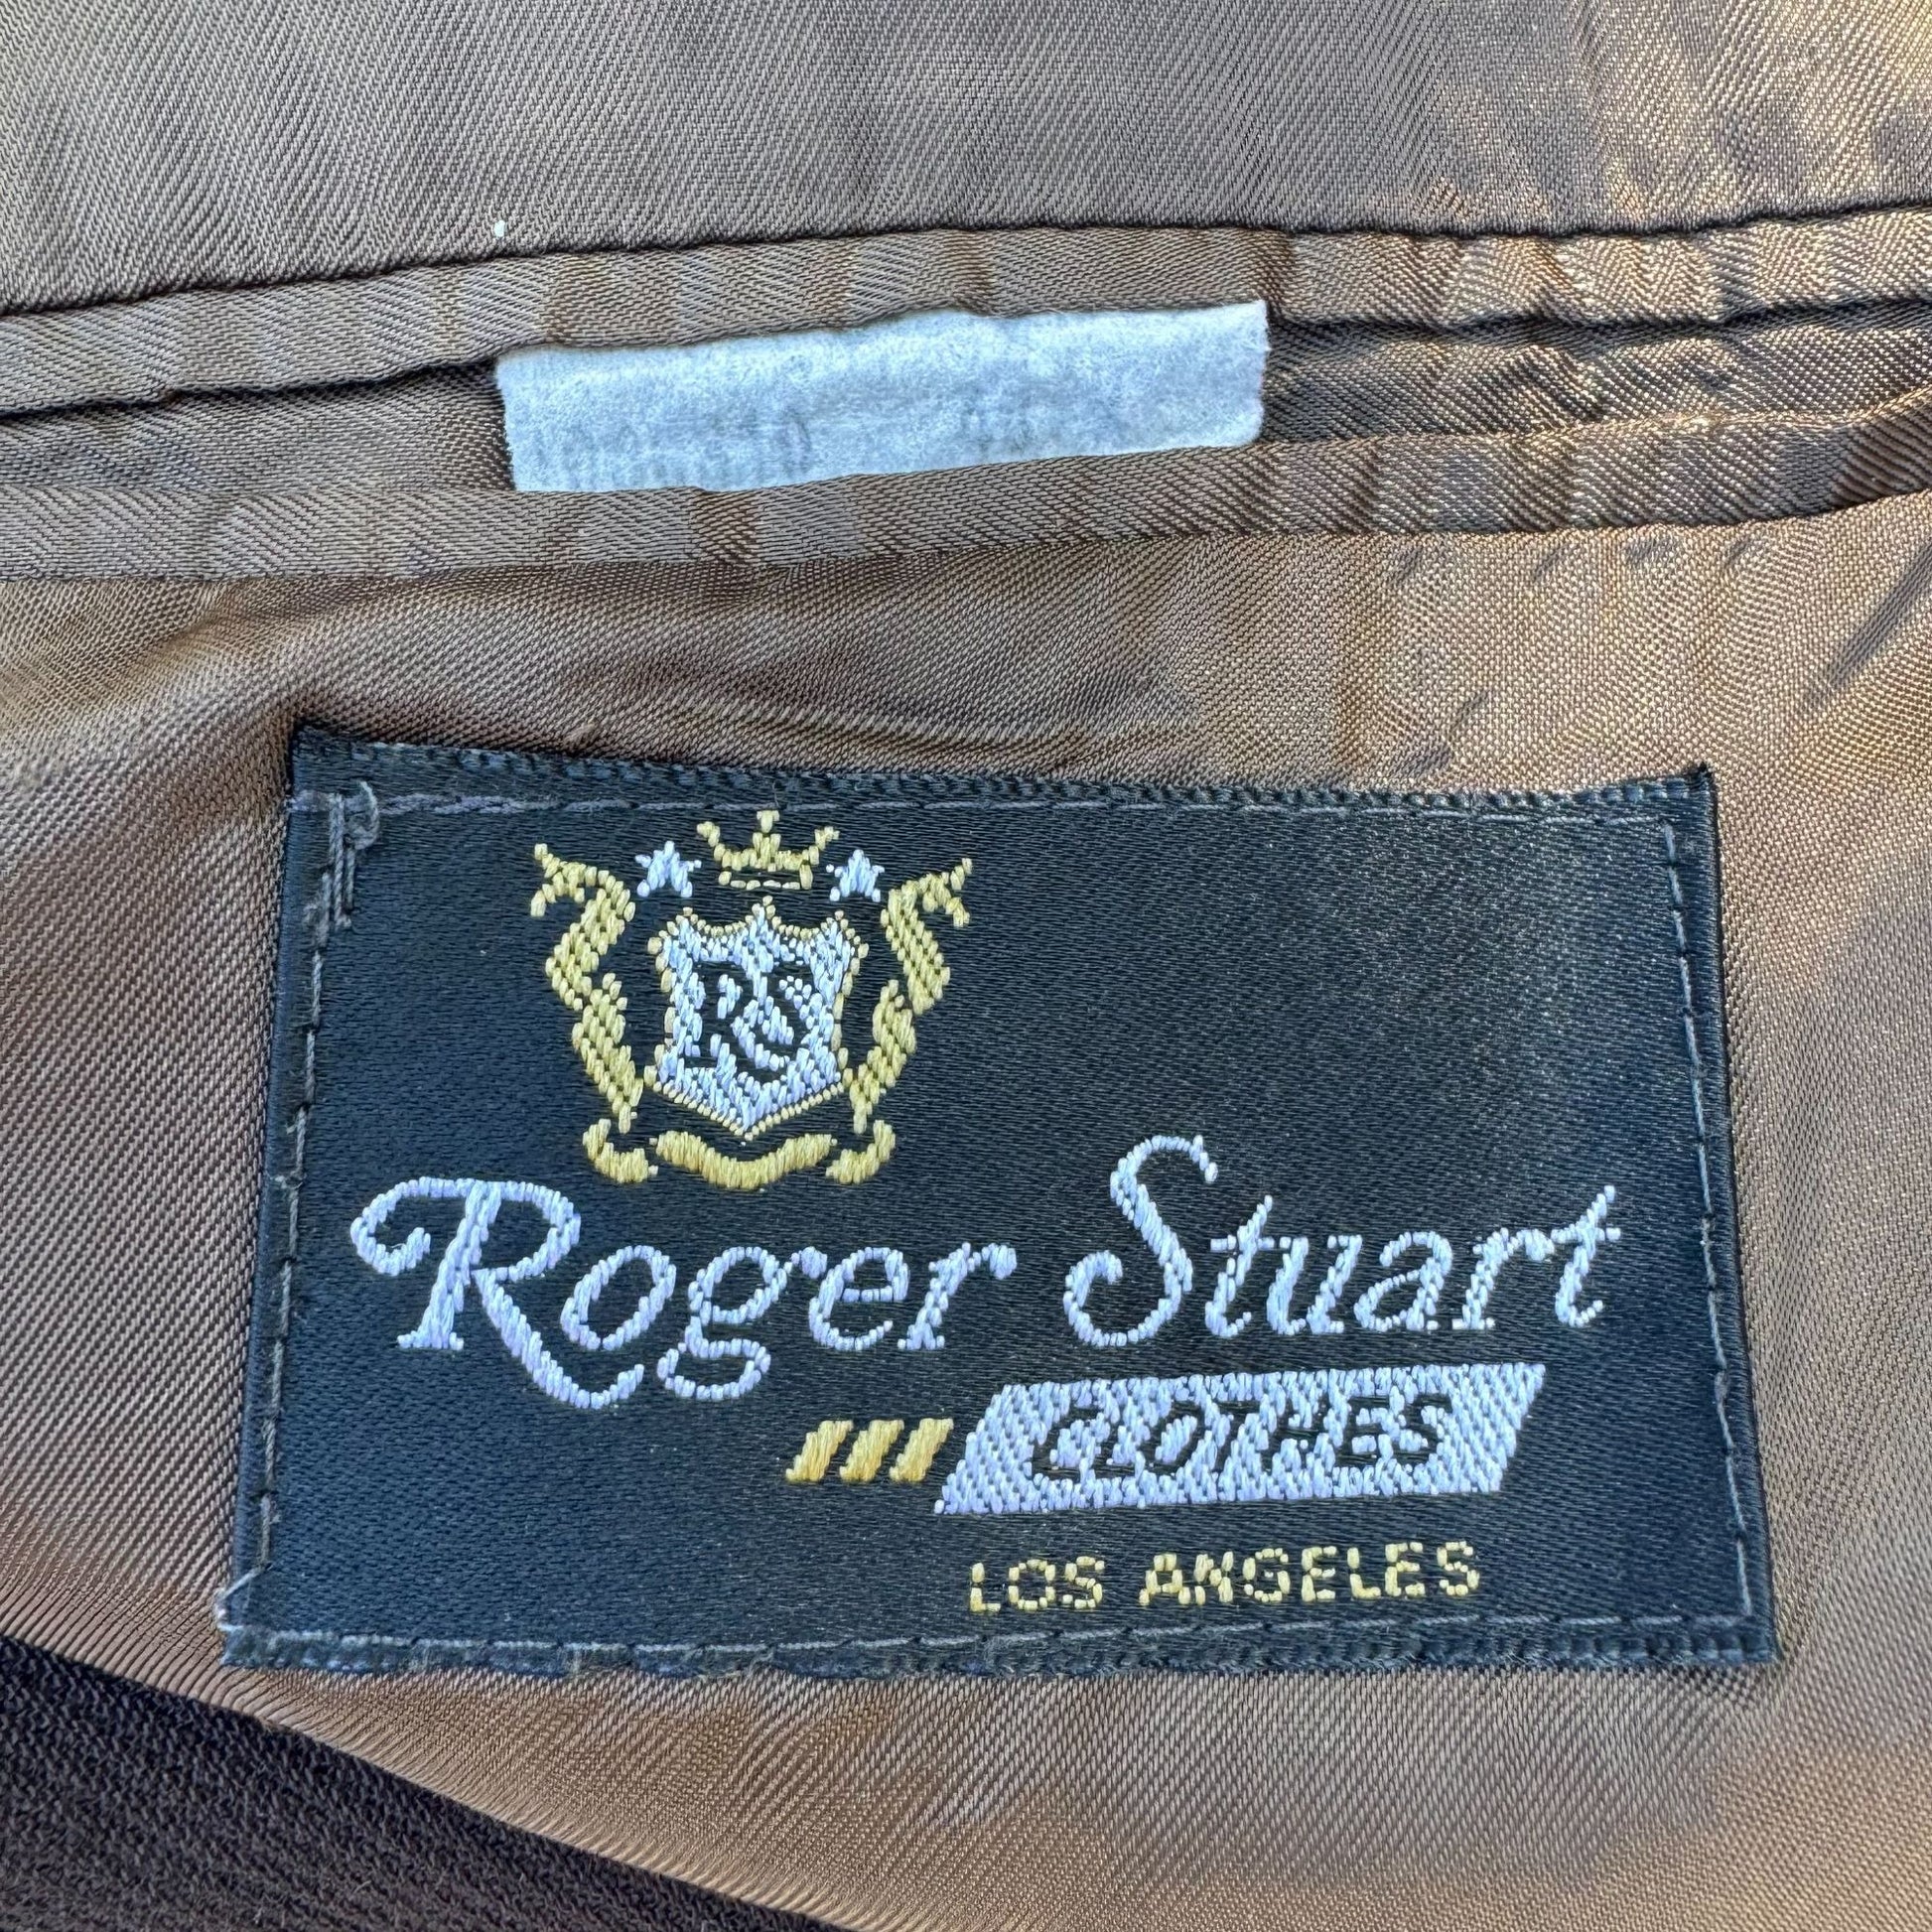 RS
Roger Stuart
CLOTHES
LOS ANGELES